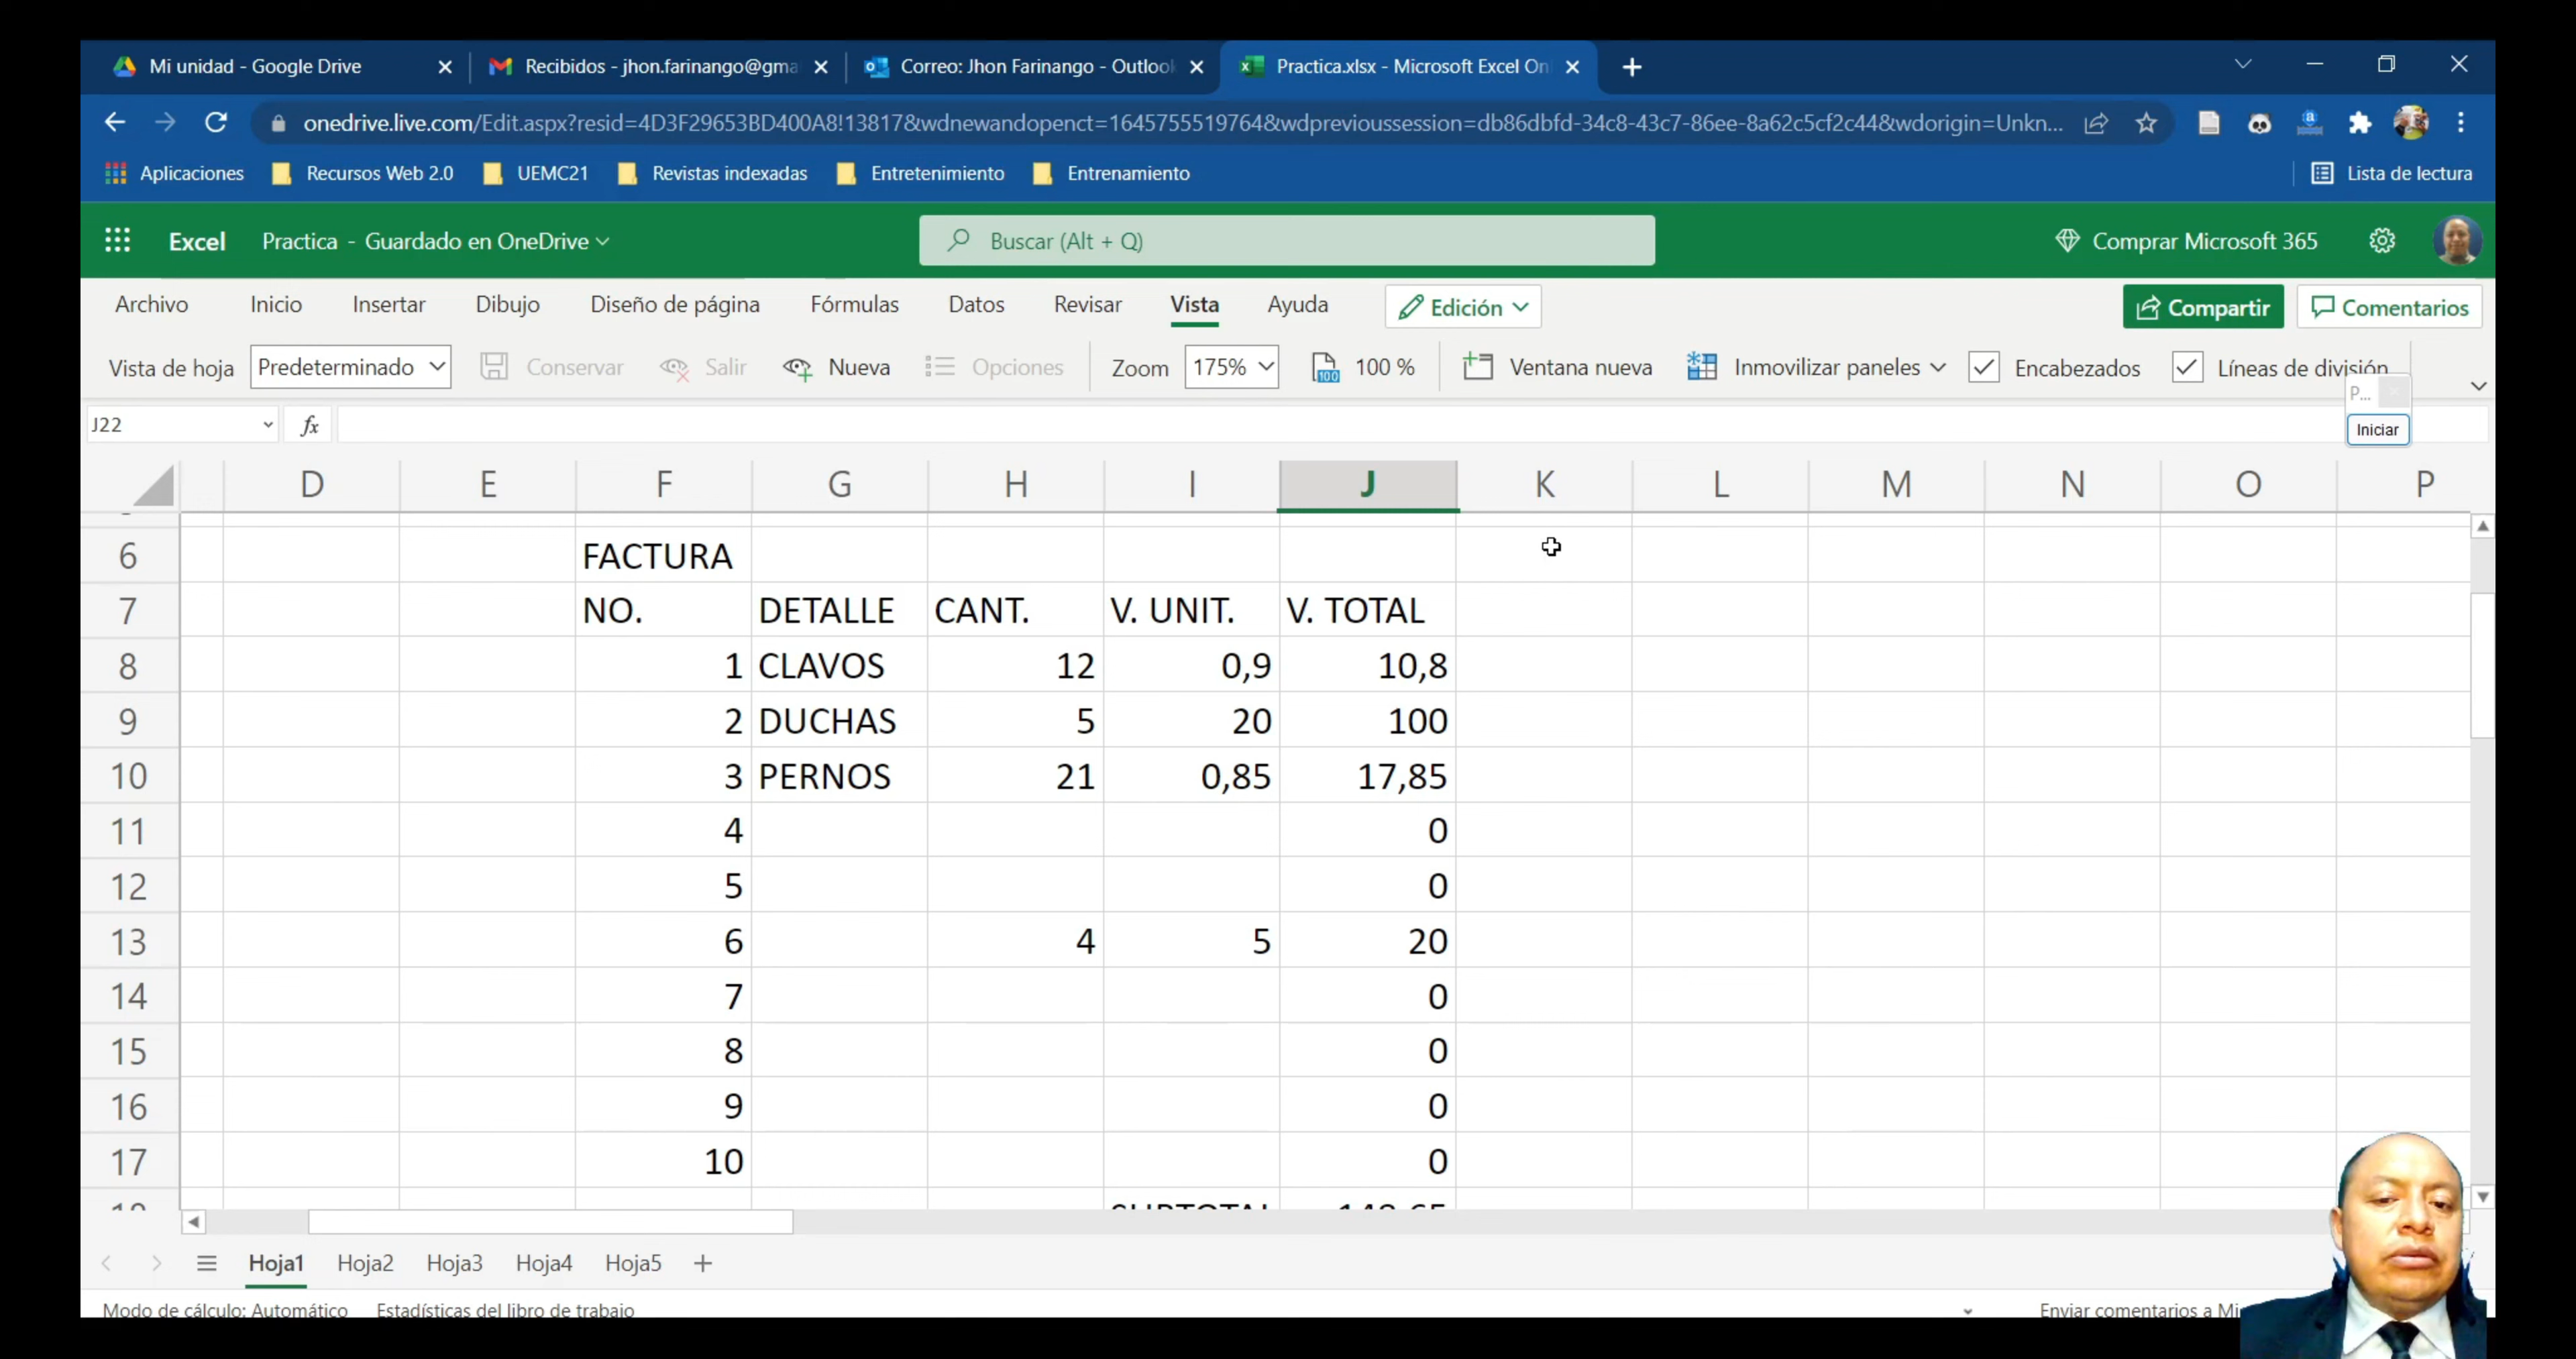 Mi unidad - Google Drive
Recibidos - jhon.farinango@gma
Correo: Jhon Farinango - Outlook
Practica.xlsx - Microsoft Excel On
onedrive.live.com/Edit.aspx?resid=4D3F29653BD400A8!13817&wdnewandopenct=1645755519764&wdprevioussession=db86dbfd-34c8-43c7-86ee-8a62c5cf2c44&wdorigin=Unkn...
Aplicaciones Recursos Web 2.0 UEMC21 Revistas indexadas Entretenimiento Entrenamiento Lista de lectura
Excel Practica - Guardado en OneDrive Buscar (Alt + Q) Comprar Microsoft 365
Archivo Inicio Insertar Dibujo Diseño de página Fórmulas Datos Revisar Vista Ayuda Edición Compartir Comentarios
Vista de hoja Predeterminado Conservar Salir Nueva Opciones Zoom 175% 100 % Ventana nueva Inmovilizar paneles Encabezados Líneas de división
P...
J22 fx Iniciar
D E F G H I J K L M N O P
6 FACTURA
7 NO. DETALLE CANT. V. UNIT. V. TOTAL
8 1 CLAVOS 12 0,9 10,8
9 2 DUCHAS 5 20 100
10 3 PERNOS 21 0,85 17,85
11 4 0
12 5 0
13 6 4 5 20
14 7 0
15 8 0
16 9 0
17 10 0
SUBTOTAL 148,65
Hoja1 Hoja2 Hoja3 Hoja4 Hoja5 +
Modo de cálculo: Automático Estadísticas del libro de trabajo Enviar comentarios a Mi